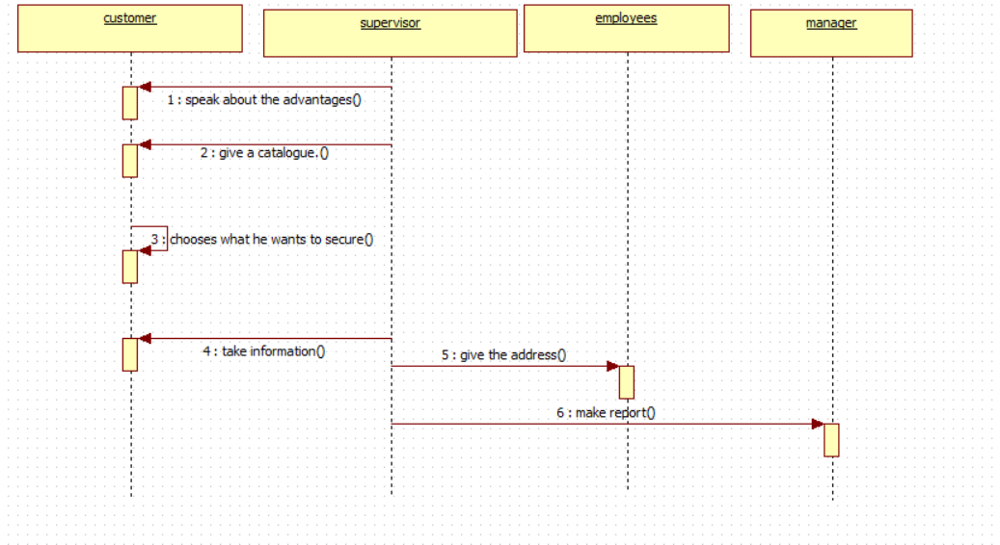 customer
supervisor
employees
manager
1 : speak about the advantages()
2 : give a catalogue.()
3 : chooses what he wants to secure()
4 : take information()
5 : give the address()
6 : make report()